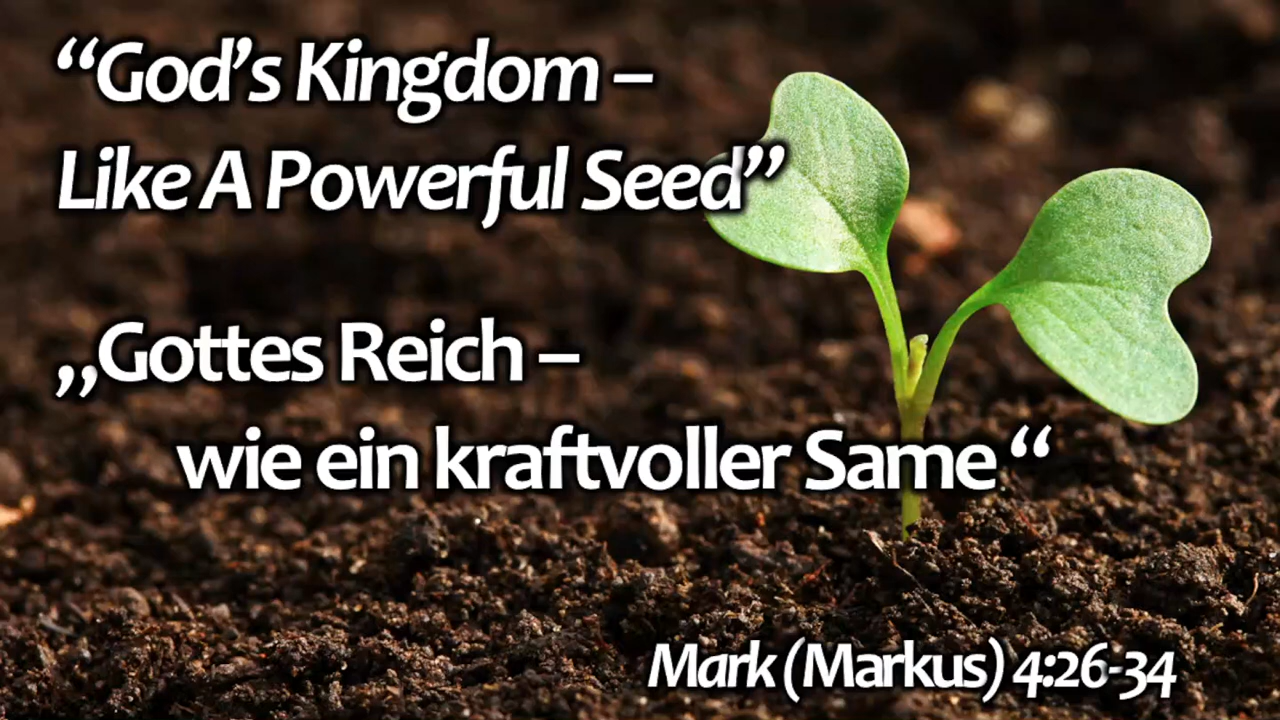 “God’s Kingdom –
Like A Powerful Seed”
„Gottes Reich –
wie ein kraftvoller Same “
Mark (Markus) 4:26-34